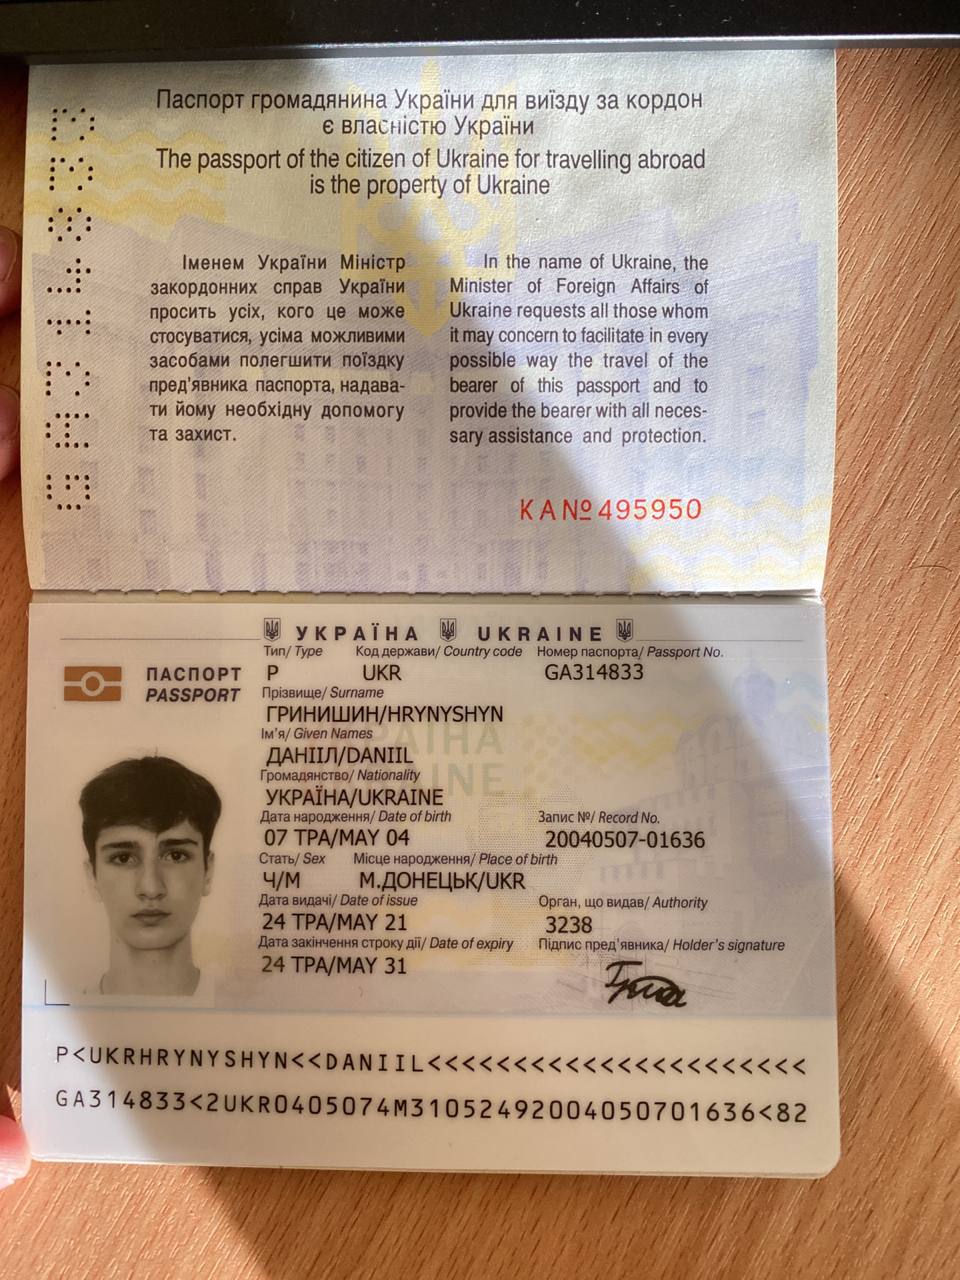 Паспорт громадянина України для виїзду за кордон
є власністю України
The passport of the citizen of Ukraine for travelling abroad
is the property of Ukraine
Іменем України Міністр
закордонних справ України
просить усіх, кого це може
стосуватися, усіма можливими
засобами полегшити поїздку
пред'явника паспорта, надава-
ти йому необхідну допомогу
та захист.
In the name of Ukraine, the
Minister of Foreign Affairs of
Ukraine requests all those whom
it may concern to facilitate in every
possible way the travel of the
bearer of this passport and to
provide the bearer with all neces-
sary assistance and protection.
KA№495950
GA314833
УКРАЇНА UKRAINE
Тип/ Type Код держави/ Country code Номер паспорта/ Passport No.
ПАСПОРТ P UKR GA314833
PASSPORT Прізвище/ Surname
ГРИНИШИН/HRYNYSHYN
Ім'я/ Given Names
ДАНІІЛ/DANIIL
Громадянство/ Nationality
УКРАЇНА/UKRAINE
Дата народження/ Date of birth Запис №/ Record No.
07 ТРА/MAY 04 20040507-01636
Стать/ Sex Місце народження/ Place of birth
Ч/M М.ДОНЕЦЬК/UKR
Дата видачі/ Date of issue Орган, що видав/ Authority
24 ТРА/MAY 21 3238
Дата закінчення строку дії/ Date of expiry Підпис пред'явника/ Holder's signature
24 ТРА/MAY 31
P<UKRHRYNYSHYN<<DANIIL<<<<<<<<<<<<<<<<<<<<<<
GA314833<2UKR0405074M31052492004050701636<82